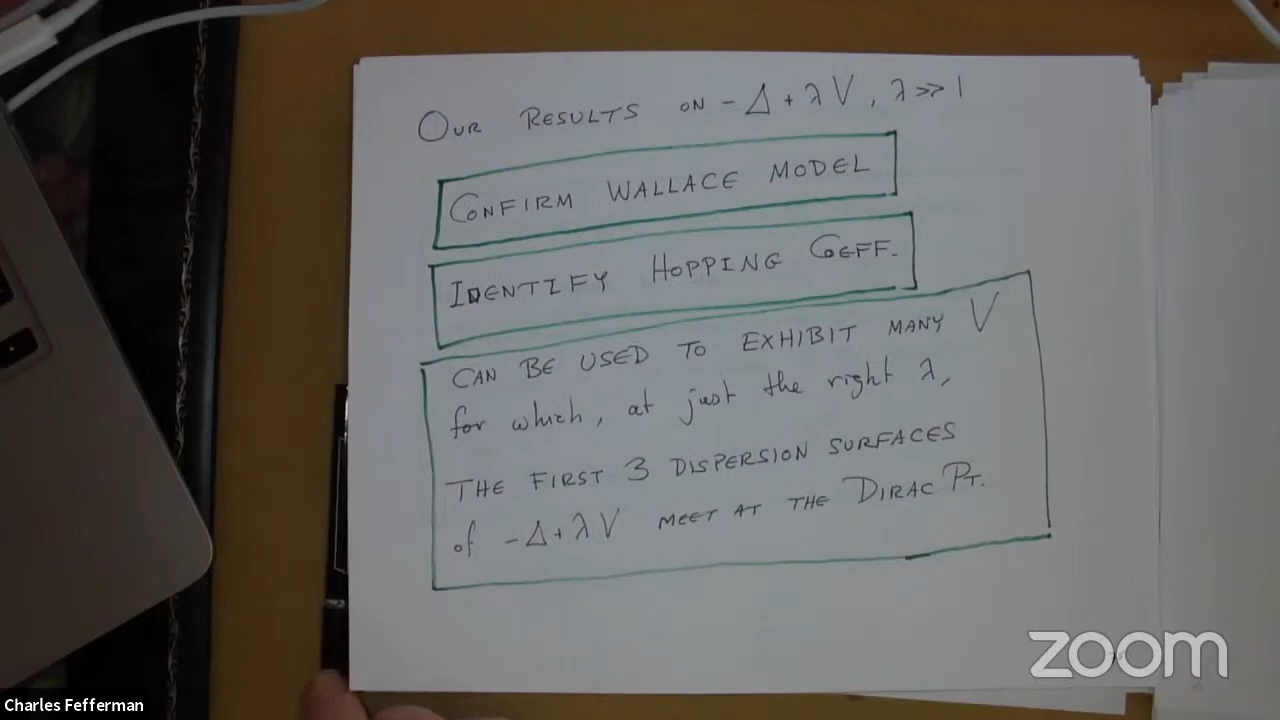 OUR RESULTS ON -Δ + λV, λ >> 1
CONFIRM WALLACE MODEL
IDENTIFY HOPPING COEFF.
CAN BE USED TO EXHIBIT MANY V
for which, at just the right λ,
THE FIRST 3 DISPERSION SURFACES
of -Δ+λV MEET AT THE DIRAC PT.
zoom
Charles Fefferman